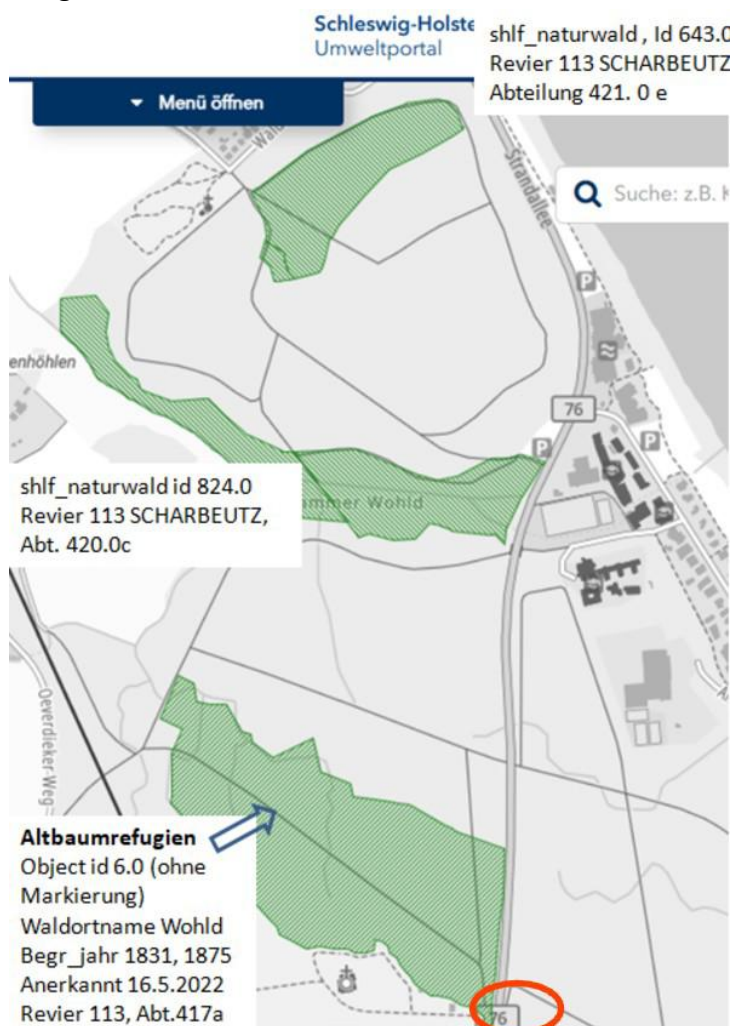 Schleswig-Holste
Umweltportal
shlf_naturwald , Id 643.0
Revier 113 SCHARBEUTZ
Abteilung 421. 0 e
Menü öffnen
Strandallee
Suche: z.B. K
P
enhöhlen
76
P
P
shlf_naturwald id 824.0
Revier 113 SCHARBEUTZ,
Abt. 420.0c
mmer Wohld
Oeverdieker-Weg
Altbaumrefugien
Object id 6.0 (ohne
Markierung)
Waldortname Wohld
Begr_jahr 1831, 1875
Anerkannt 16.5.2022
Revier 113, Abt.417a
76